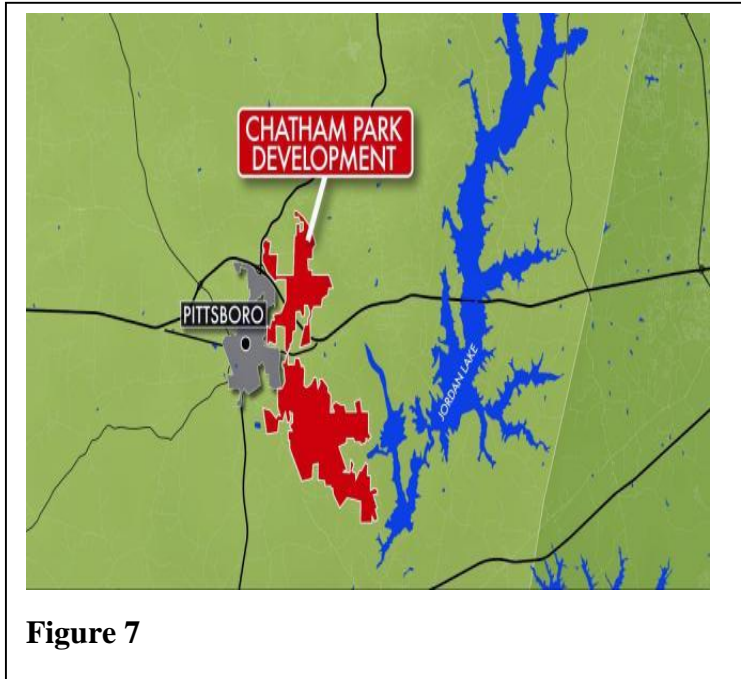 CHATHAM PARK
DEVELOPMENT
PITTSBORO
JORDAN LAKE
Figure 7